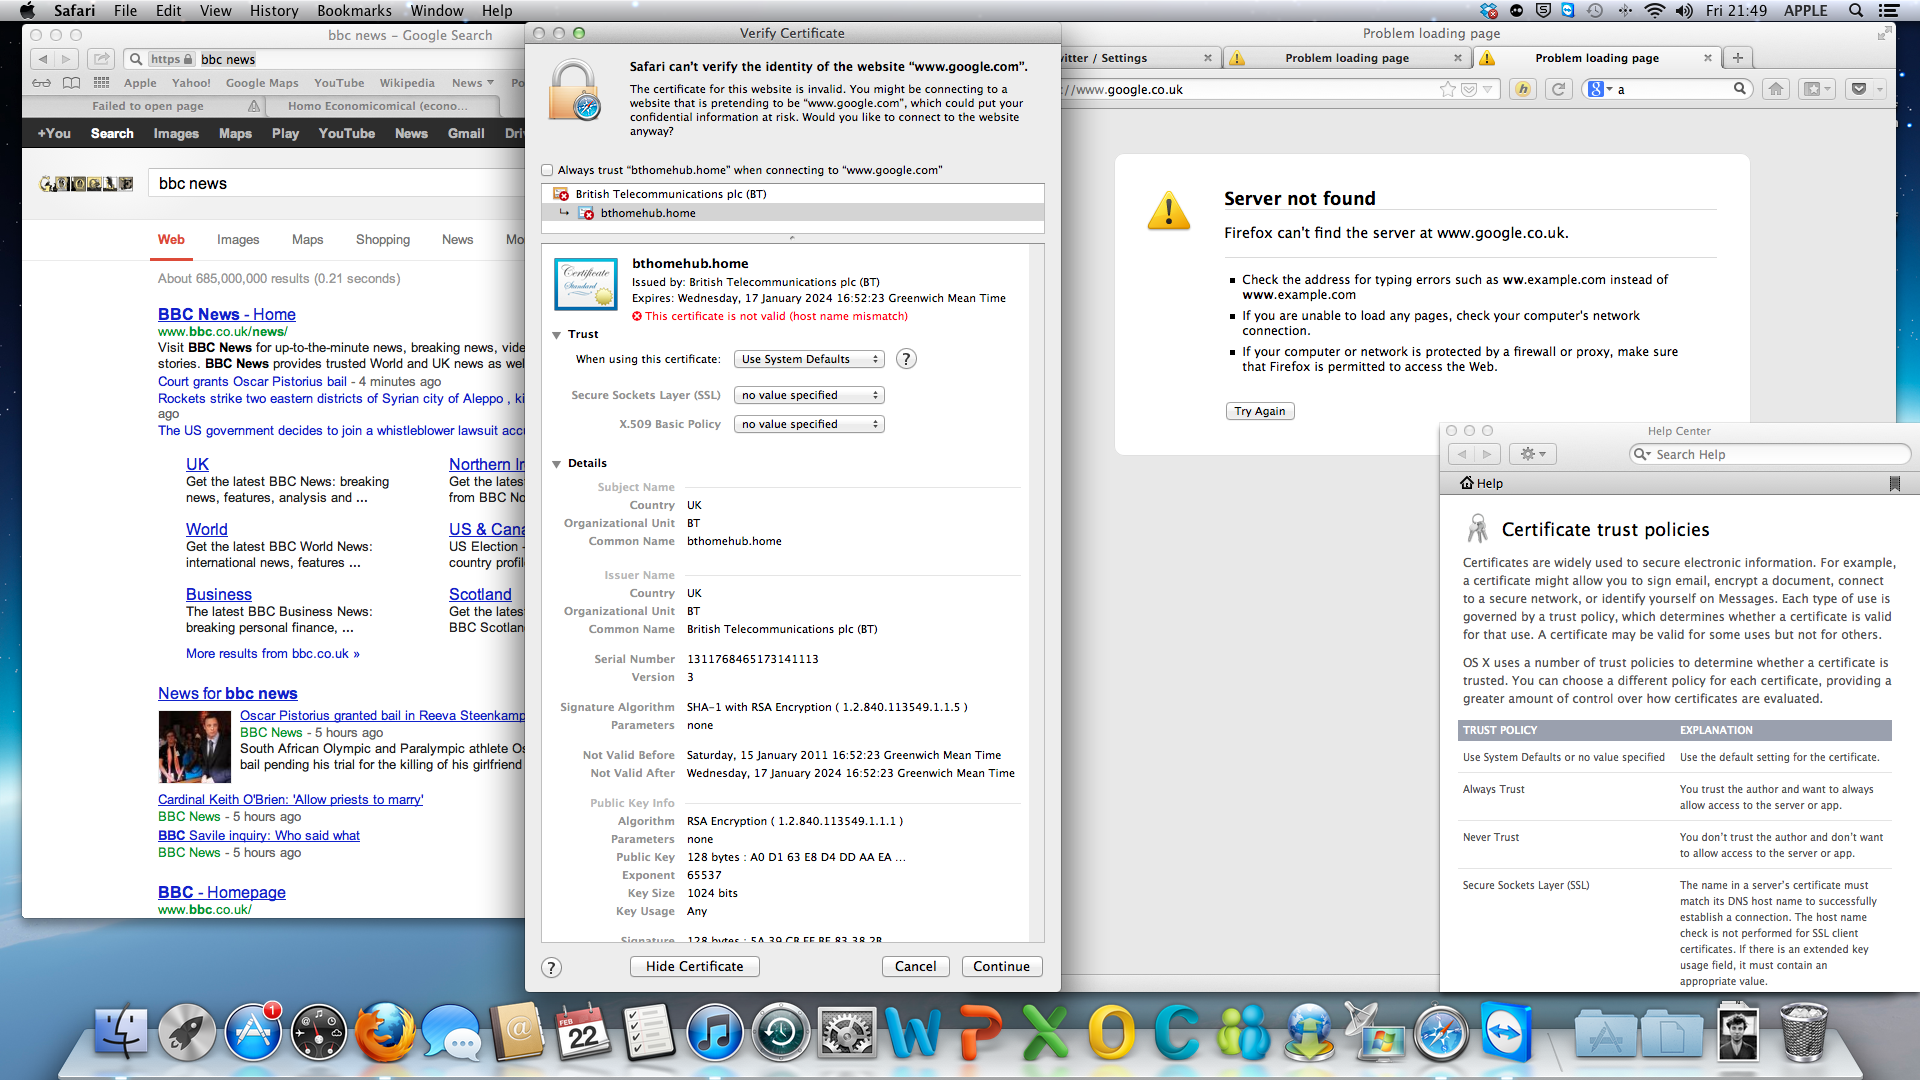 Safari File Edit View History Bookmarks Window Help
Fri 21:49 APPLE
bbc news – Google Search
https bbc news
Apple Yahoo! Google Maps YouTube Wikipedia News Po
Failed to open page
Homo Economicomical (econo...
+You Search Images Maps Play YouTube News Gmail Dri
bbc news
Web Images Maps Shopping News Mo
About 685,000,000 results (0.21 seconds)
BBC News - Home
www.bbc.co.uk/news/
Visit BBC News for up-to-the-minute news, breaking news, vide
stories. BBC News provides trusted World and UK news as wel
Court grants Oscar Pistorius bail - 4 minutes ago
Rockets strike two eastern districts of Syrian city of Aleppo , ki
ago
The US government decides to join a whistleblower lawsuit accu
UK
Get the latest BBC News: breaking
news, features, analysis and ...
Northern Ir
Get the lates
from BBC No
World
Get the latest BBC World News:
international news, features ...
US & Cana
US Election -
country profil
Business
The latest BBC Business News:
breaking personal finance, ...
Scotland
Get the lates
BBC Scotlan
More results from bbc.co.uk »
News for bbc news
Oscar Pistorius granted bail in Reeva Steenkamp
BBC News - 5 hours ago
South African Olympic and Paralympic athlete Os
bail pending his trial for the killing of his girlfriend
Cardinal Keith O'Brien: 'Allow priests to marry'
BBC News - 5 hours ago
BBC Savile inquiry: Who said what
BBC News - 5 hours ago
BBC - Homepage
www.bbc.co.uk/
Verify Certificate
Safari can't verify the identity of the website “www.google.com”.
The certificate for this website is invalid. You might be connecting to a
website that is pretending to be “www.google.com”, which could put your
confidential information at risk. Would you like to connect to the website
anyway?
Always trust “bthomehub.home” when connecting to “www.google.com”
British Telecommunications plc (BT)
bthomehub.home
Certificate
Standard
bthomehub.home
Issued by: British Telecommunications plc (BT)
Expires: Wednesday, 17 January 2024 16:52:23 Greenwich Mean Time
This certificate is not valid (host name mismatch)
Trust
When using this certificate: Use System Defaults ?
Secure Sockets Layer (SSL) no value specified
X.509 Basic Policy no value specified
Details
Subject Name
Country UK
Organizational Unit BT
Common Name bthomehub.home
Issuer Name
Country UK
Organizational Unit BT
Common Name British Telecommunications plc (BT)
Serial Number 1311768465173141113
Version 3
Signature Algorithm SHA-1 with RSA Encryption ( 1.2.840.113549.1.1.5 )
Parameters none
Not Valid Before Saturday, 15 January 2011 16:52:23 Greenwich Mean Time
Not Valid After Wednesday, 17 January 2024 16:52:23 Greenwich Mean Time
Public Key Info
Algorithm RSA Encryption ( 1.2.840.113549.1.1.1 )
Parameters none
Public Key 128 bytes : A0 D1 63 E8 D4 DD AA EA ...
Exponent 65537
Key Size 1024 bits
Key Usage Any
Signature 128 bytes : 5A 39 CB FF BF 83 38 2B
? Hide Certificate Cancel Continue
Problem loading page
itter / Settings
Problem loading page
Problem loading page
://www.google.co.uk
a
Server not found
Firefox can't find the server at www.google.co.uk.
Check the address for typing errors such as ww.example.com instead of
www.example.com
If you are unable to load any pages, check your computer's network
connection.
If your computer or network is protected by a firewall or proxy, make sure
that Firefox is permitted to access the Web.
Try Again
Help Center
Search Help
Help
Certificate trust policies
Certificates are widely used to secure electronic information. For example,
a certificate might allow you to sign email, encrypt a document, connect
to a secure network, or identify yourself on Messages. Each type of use is
governed by a trust policy, which determines whether a certificate is valid
for that use. A certificate may be valid for some uses but not for others.
OS X uses a number of trust policies to determine whether a certificate is
trusted. You can choose a different policy for each certificate, providing a
greater amount of control over how certificates are evaluated.
TRUST POLICY EXPLANATION
Use System Defaults or no value specified Use the default setting for the certificate.
Always Trust You trust the author and want to always
allow access to the server or app.
Never Trust You don't trust the author and don't want
to allow access to the server or app.
Secure Sockets Layer (SSL) The name in a server's certificate must
match its DNS host name to successfully
establish a connection. The host name
check is not performed for SSL client
certificates. If there is an extended key
usage field, it must contain an
appropriate value.
1
FEB
22